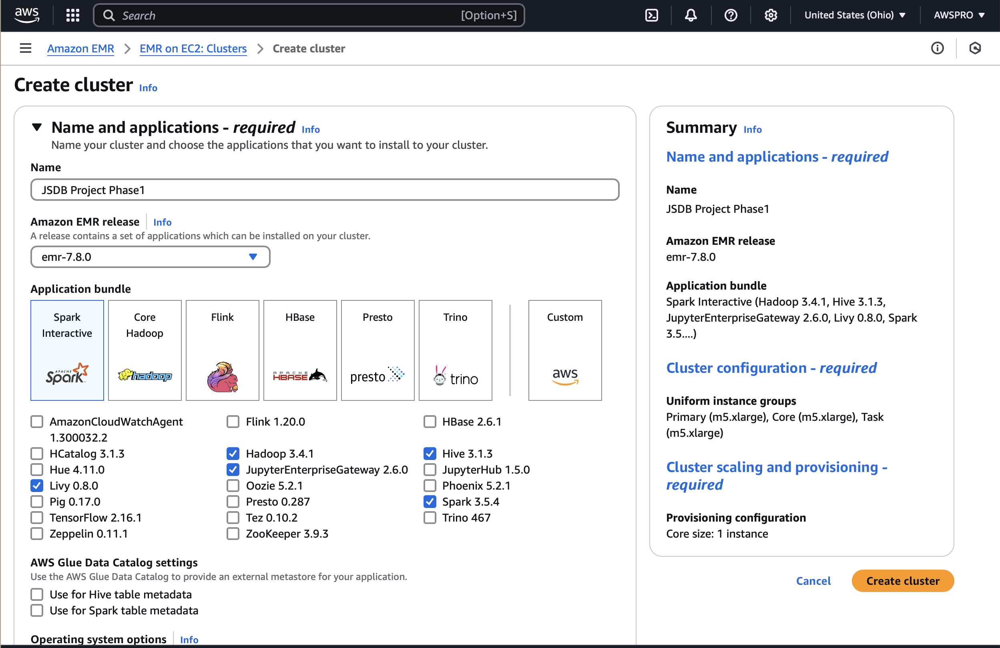 aws
Search
[Option+S]
United States (Ohio)
AWSPRO
Amazon EMR
EMR on EC2: Clusters
Create cluster
Create cluster Info
Name and applications - required Info
Name your cluster and choose the applications that you want to install to your cluster.
Name
JSDB Project Phase1
Amazon EMR release
Info
A release contains a set of applications which can be installed on your cluster.
emr-7.8.0
Application bundle
Spark
Interactive
APACHE
Spark
Core
Hadoop
hadoop
Flink
HBase
APACHE
HBASE
Presto
presto
Trino
trino
Custom
aws
AmazonCloudWatchAgent
1.300032.2
Flink 1.20.0
HBase 2.6.1
HCatalog 3.1.3
Hadoop 3.4.1
Hive 3.1.3
Hue 4.11.0
JupyterEnterpriseGateway 2.6.0
JupyterHub 1.5.0
Livy 0.8.0
Oozie 5.2.1
Phoenix 5.2.1
Pig 0.17.0
Presto 0.287
Spark 3.5.4
TensorFlow 2.16.1
Tez 0.10.2
Trino 467
Zeppelin 0.11.1
ZooKeeper 3.9.3
AWS Glue Data Catalog settings
Use the AWS Glue Data Catalog to provide an external metastore for your application.
Use for Hive table metadata
Use for Spark table metadata
Operating system options
Info
Summary Info
Name and applications - required
Name
JSDB Project Phase1
Amazon EMR release
emr-7.8.0
Application bundle
Spark Interactive (Hadoop 3.4.1, Hive 3.1.3,
JupyterEnterpriseGateway 2.6.0, Livy 0.8.0, Spark
3.5....)
Cluster configuration - required
Uniform instance groups
Primary (m5.xlarge), Core (m5.xlarge), Task
(m5.xlarge)
Cluster scaling and provisioning -
required
Provisioning configuration
Core size: 1 instance
Cancel
Create cluster